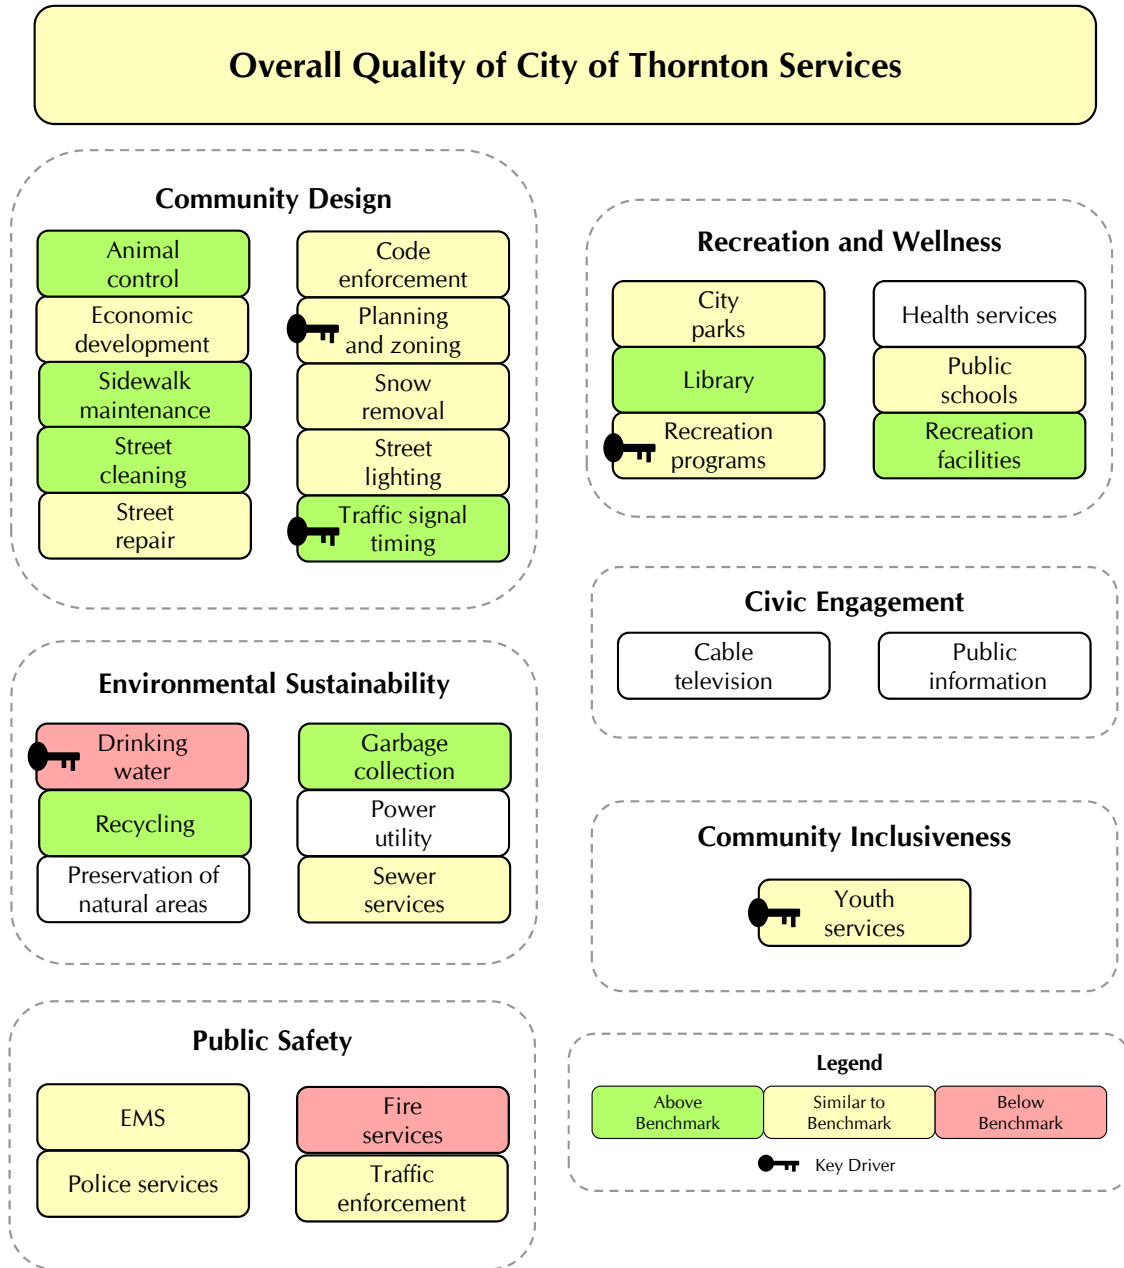 Overall Quality of City of Thornton Services
Community Design
Animal
control
Economic
development
Sidewalk
maintenance
Street
cleaning
Street
repair
Code
enforcement
Planning
and zoning
Snow
removal
Street
lighting
Traffic signal
timing
Environmental Sustainability
Drinking
water
Recycling
Preservation of
natural areas
Garbage
collection
Power
utility
Sewer
services
Public Safety
EMS
Police services
Fire
services
Traffic
enforcement
Recreation and Wellness
City
parks
Library
Recreation
programs
Health services
Public
schools
Recreation
facilities
Civic Engagement
Cable
television
Public
information
Community Inclusiveness
Youth
services
Legend
Above
Benchmark
Similar to
Benchmark
Below
Benchmark
Key Driver